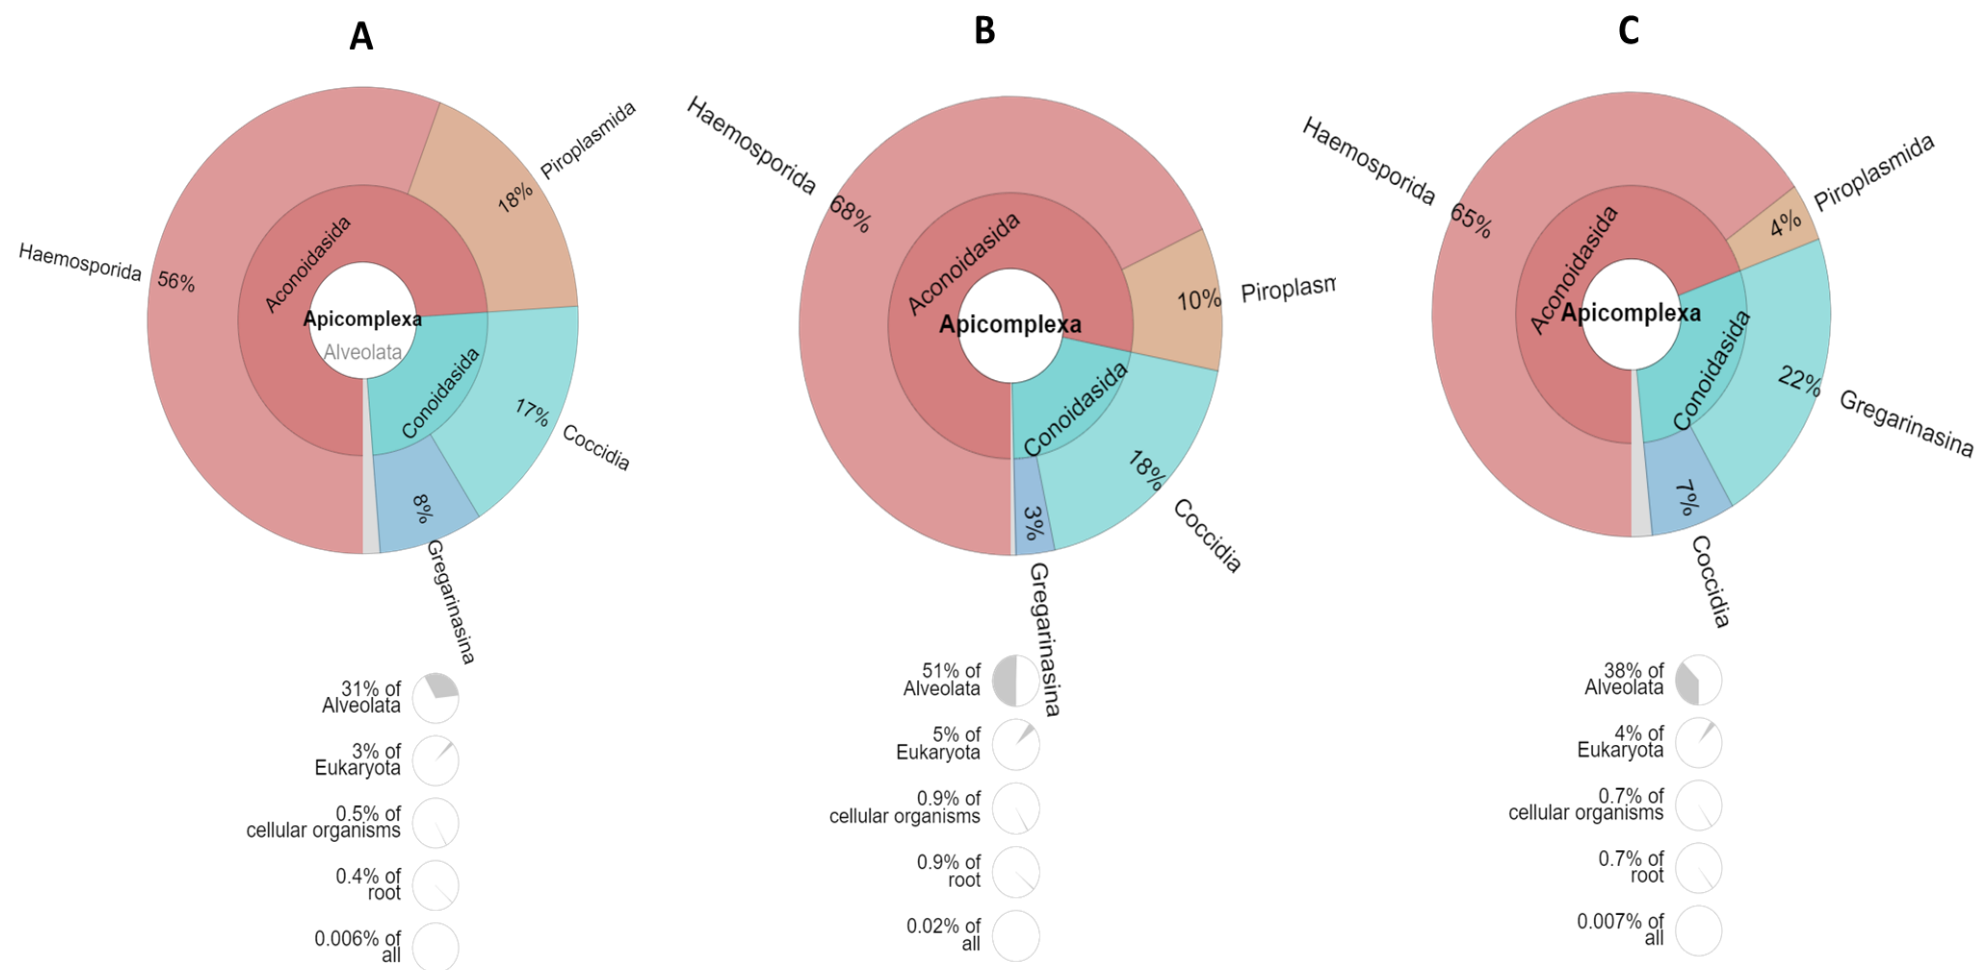 A
Haemosporida
56%
Aconoidasida
Piroplasmida
18%
Apicomplexa
Alveolata
Conoidasida
17%
Coccidia
8%
Gregarinasina
31% of
Alveolata
3% of
Eukaryota
0.5% of
cellular organisms
0.4% of
root
0.006% of
all
B
Haemosporida
68%
Aconoidasida
Piroplasm
10%
Apicomplexa
Conoidasida
18%
Coccidia
3%
Gregarinasina
51% of
Alveolata
5% of
Eukaryota
0.9% of
cellular organisms
0.9% of
root
0.02% of
all
C
Haemosporida
65%
Aconoidasida
Piroplasmida
4%
Apicomplexa
Conoidasida
22%
Gregarinasina
7%
Coccidia
38% of
Alveolata
4% of
Eukaryota
0.7% of
cellular organisms
0.7% of
root
0.007% of
all